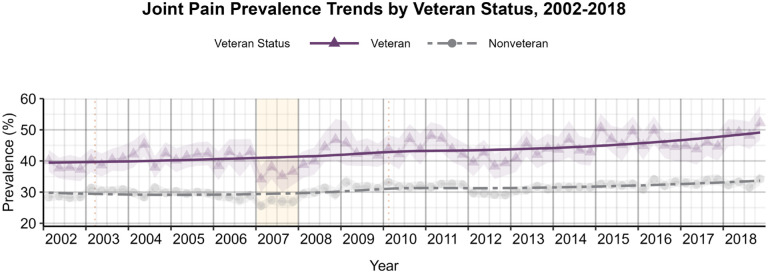 Joint Pain Prevalence Trends by Veteran Status, 2002-2018
Veteran Status Veteran Nonveteran
Prevalence (%)
60
50
40
30
20
2002 2003 2004 2005 2006 2007 2008 2009 2010 2011 2012 2013 2014 2015 2016 2017 2018
Year